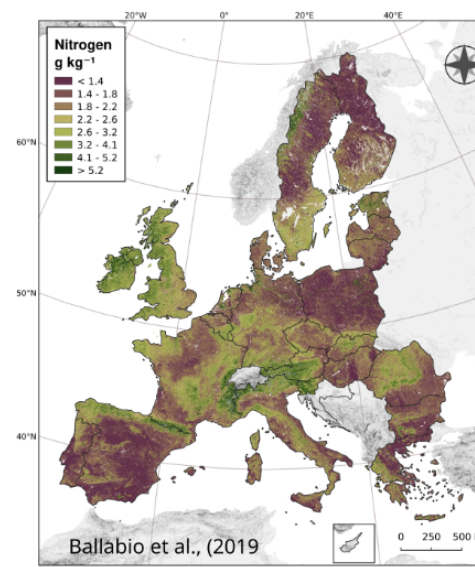 20°W 0° 20°E 40°E
Nitrogen
g kg⁻¹
< 1.4
1.4 - 1.8
1.8 - 2.2
2.2 - 2.6
2.6 - 3.2
3.2 - 4.1
4.1 - 5.2
> 5.2
60°N
50°N
40°N
Ballabio et al., (2019
0 250 500